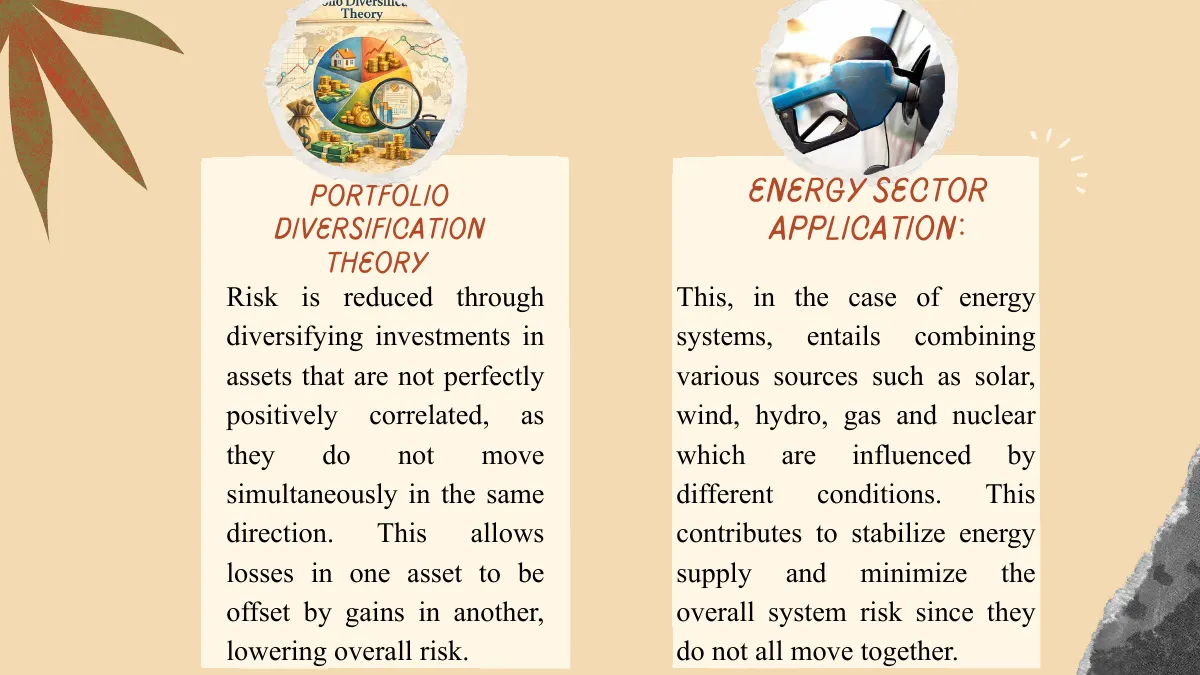 Theory
PORTFOLIO
DIVERSIFICATION
THEORY
Risk is reduced through
diversifying investments in
assets that are not perfectly
positively correlated, as
they do not move
simultaneously in the same
direction. This allows
losses in one asset to be
offset by gains in another,
lowering overall risk.
ENERGY SECTOR
APPLICATION:
This, in the case of energy
systems, entails combining
various sources such as solar,
wind, hydro, gas and nuclear
which are influenced by
different conditions. This
contributes to stabilize energy
supply and minimize the
overall system risk since they
do not all move together.